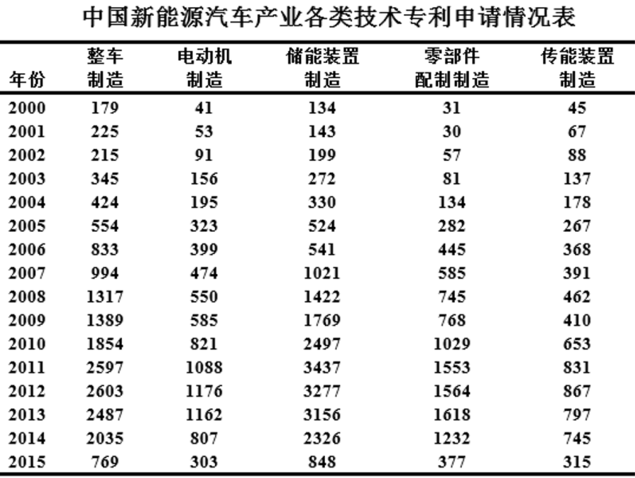 中国新能源汽车产业各类技术专利申请情况表
整车 电动机 储能装置 零部件 传能装置
年份 制造 制造 制造 配制制造 制造
2000 179 41 134 31 45
2001 225 53 143 30 67
2002 215 91 199 57 88
2003 345 156 272 81 137
2004 424 195 330 134 178
2005 554 323 524 282 267
2006 833 399 541 445 368
2007 994 474 1021 585 391
2008 1317 550 1422 745 462
2009 1389 585 1769 768 410
2010 1854 821 2497 1029 653
2011 2597 1088 3437 1553 831
2012 2603 1176 3277 1564 867
2013 2487 1162 3156 1618 797
2014 2035 807 2326 1232 745
2015 769 303 848 377 315